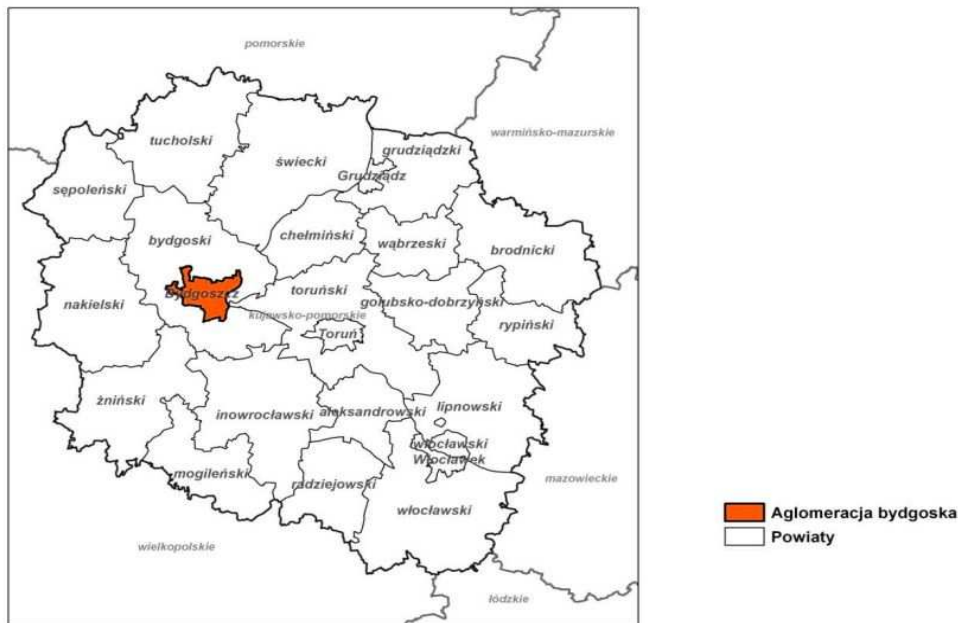 pomorskie
warmińsko-mazurskie
tucholski
świecki
grudziądzki
Grudziądz
sępoleński
bydgoski
chełmiński
wąbrzeski
brodnicki
nakielski
Bydgoszcz
toruński
golubsko-dobrzyński
kujawsko-pomorskie
rypiński
Toruń
żniński
inowrocławski
aleksandrowski
lipnowski
włocławski
Włocławek
mogileński
radziejowski
włocławski
mazowieckie
wielkopolskie
łódzkie
Aglomeracja bydgoska
Powiaty